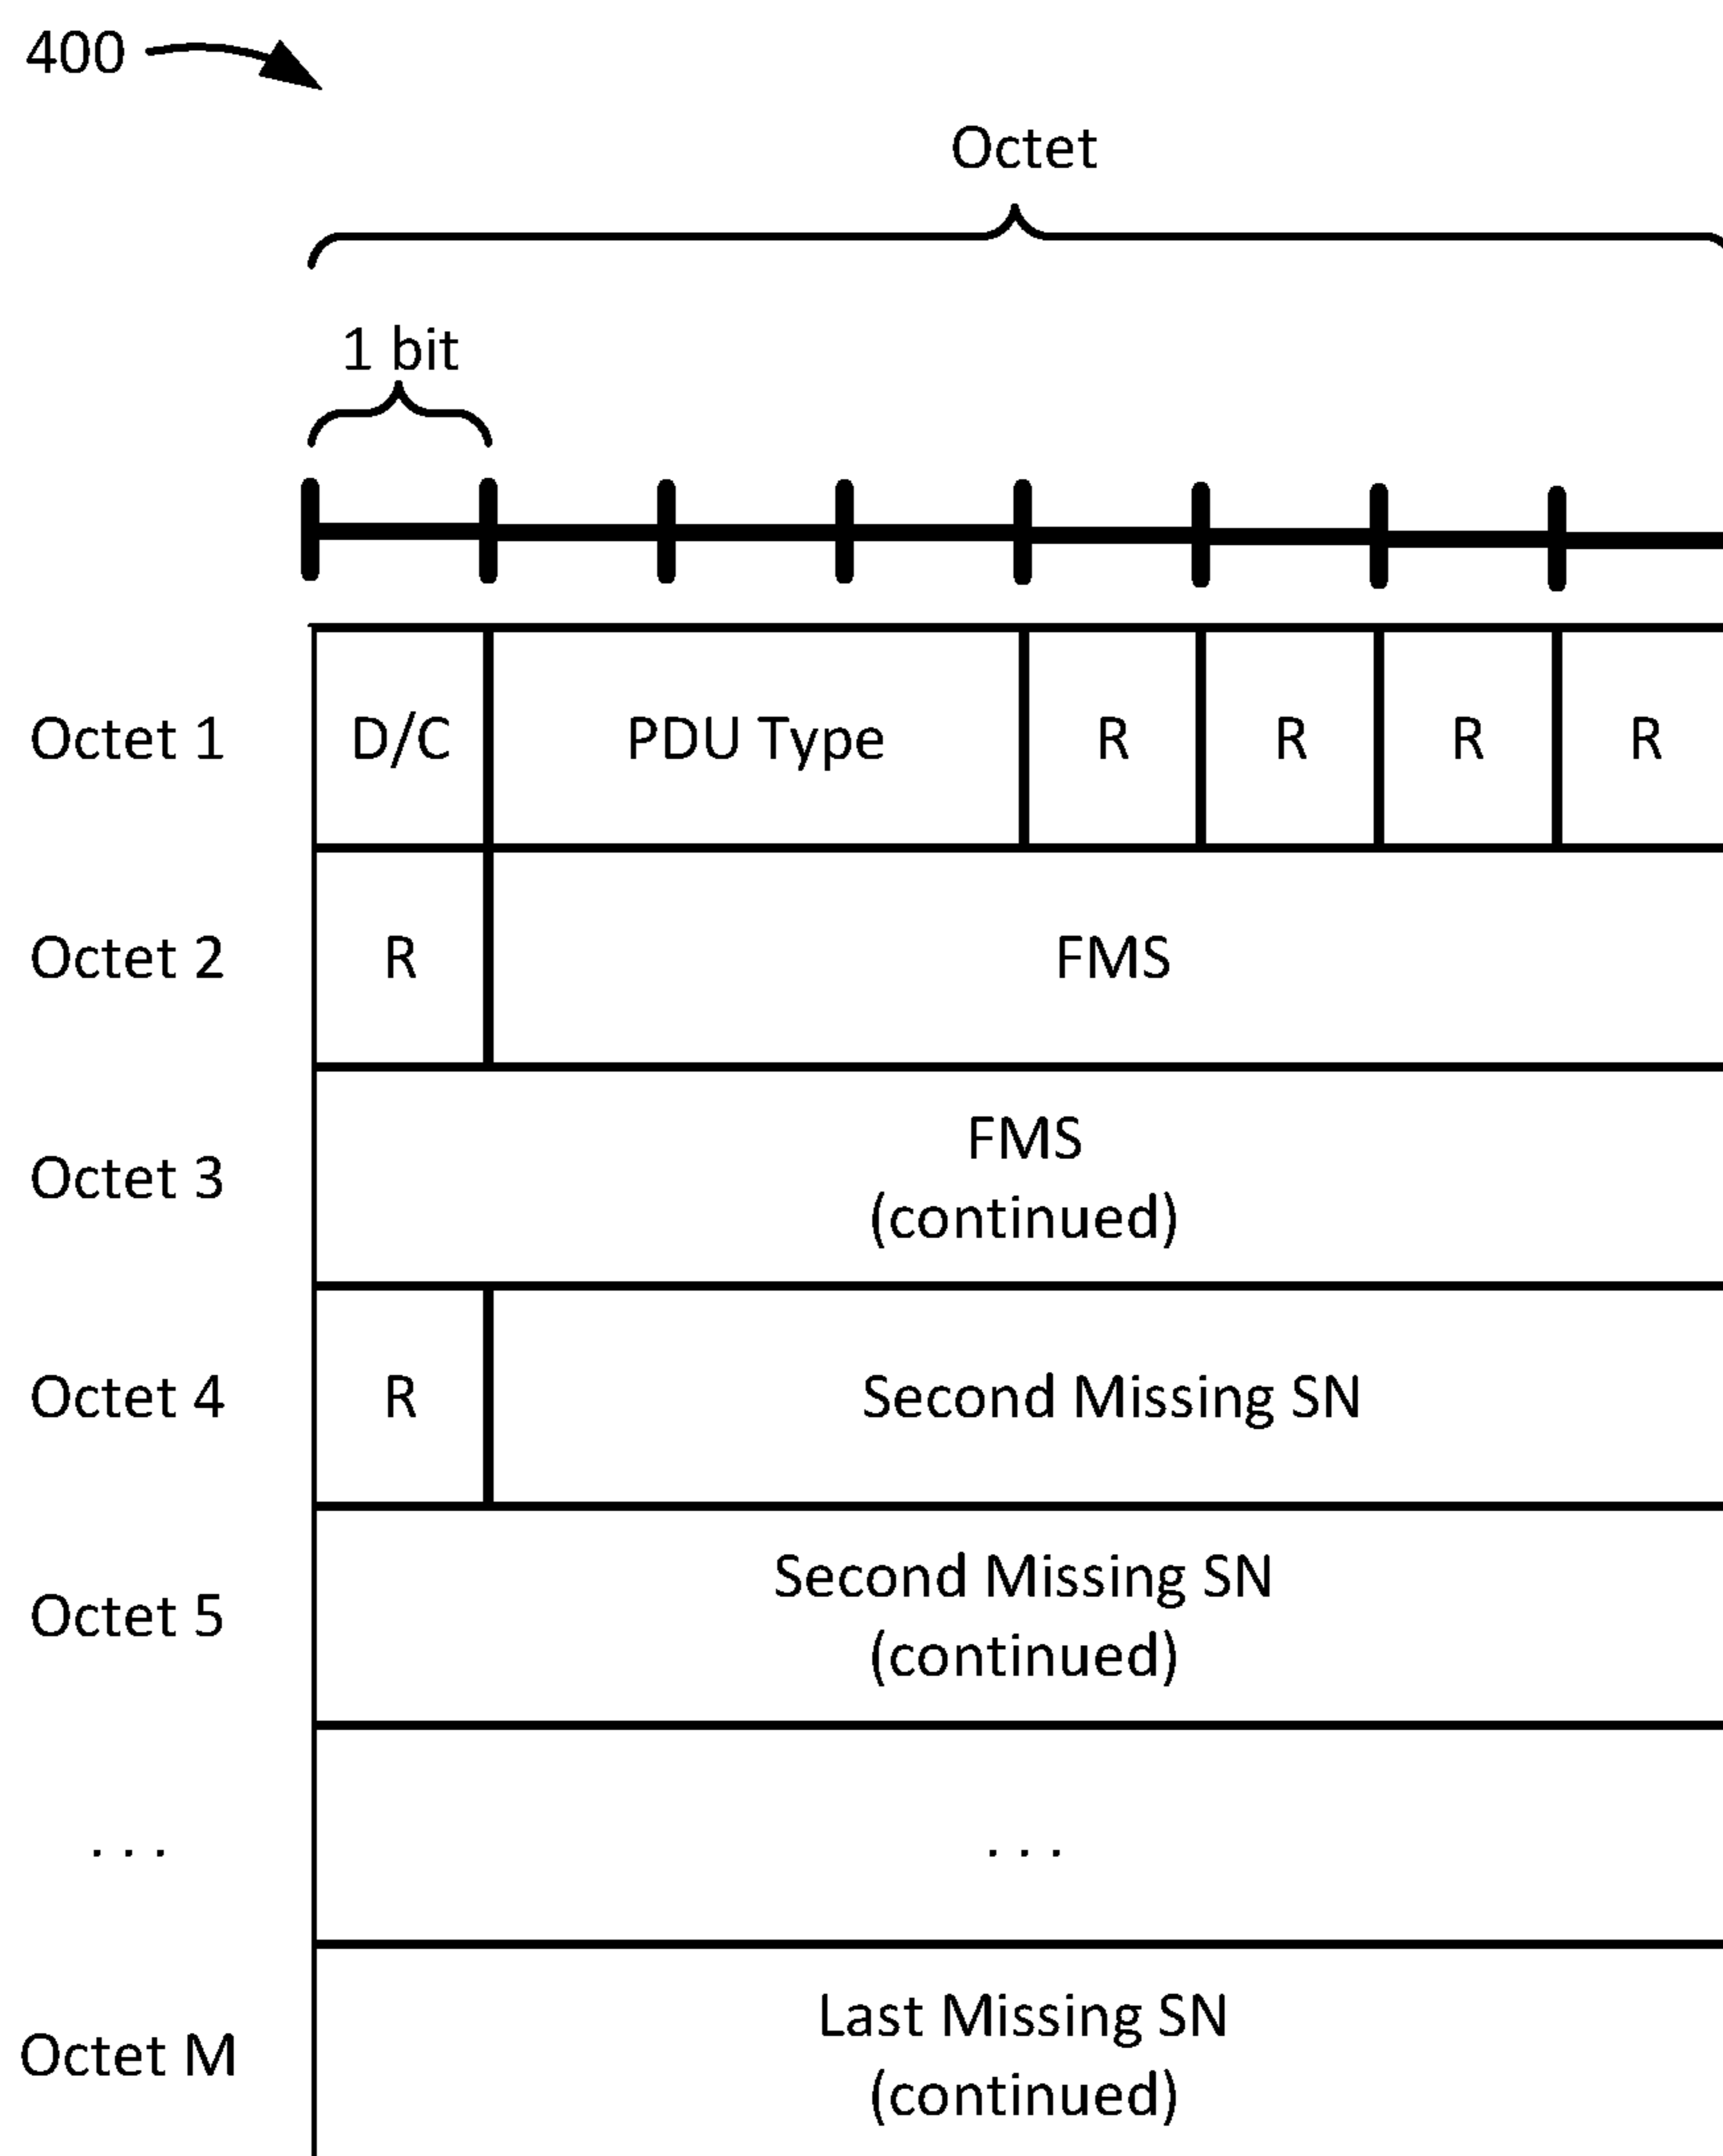 400
Octet
1 bit
Octet 1 D/C PDU Type R R R R
Octet 2 R FMS
Octet 3 FMS
(continued)
Octet 4 R Second Missing SN
Octet 5 Second Missing SN
(continued)
. . . . . .
Octet M Last Missing SN
(continued)